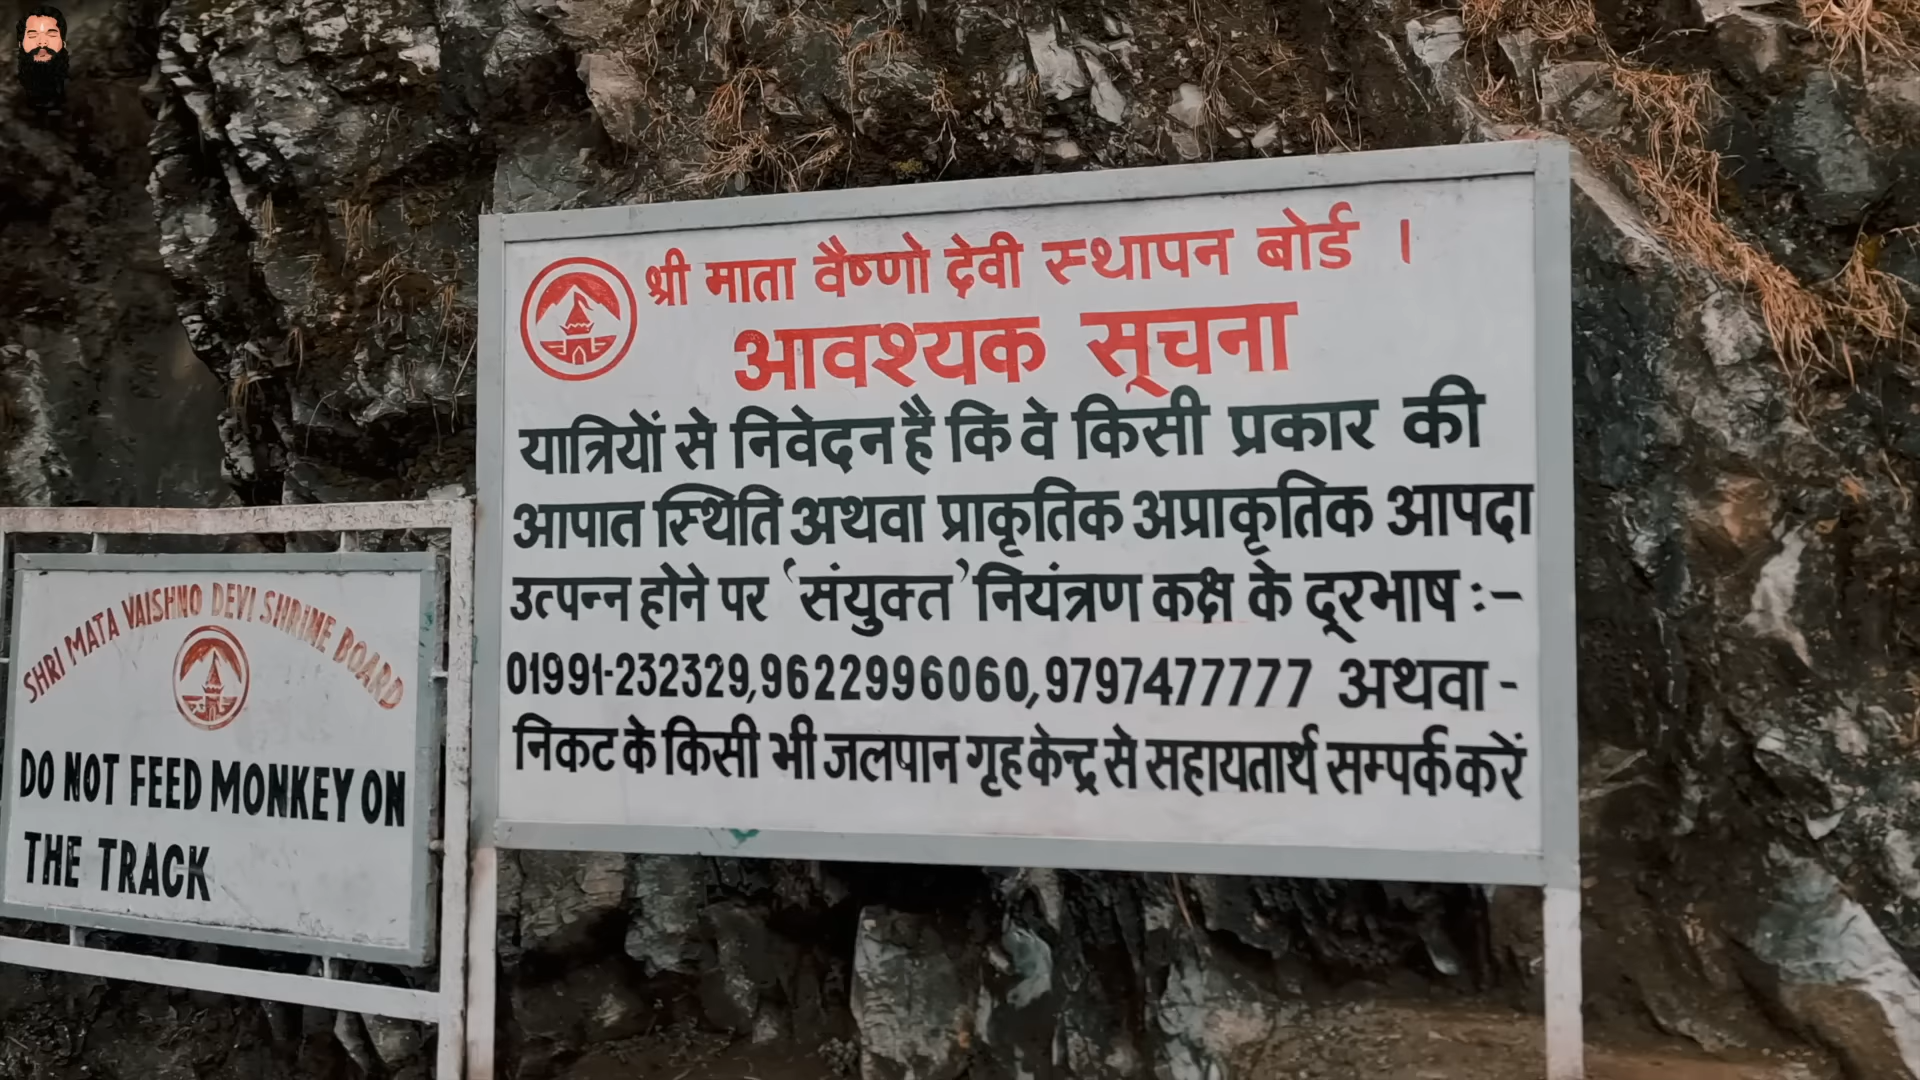 SHRI MATA VAISHNO DEVI SHRINE BOARD
DO NOT FEED MONKEY ON
THE TRACK
श्री माता वैष्णो देवी स्थापन बोर्ड ।
आवश्यक सूचना
यात्रियों से निवेदन है कि वे किसी प्रकार की
आपात स्थिति अथवा प्राकृतिक अप्राकृतिक आपदा
उत्पन्न होने पर 'संयुक्त' नियंत्रण कक्ष के दूरभाष :-
01991-232329,9622996060,9797477777 अथवा -
निकट के किसी भी जलपान गृह केन्द्र से सहायतार्थ सम्पर्क करें